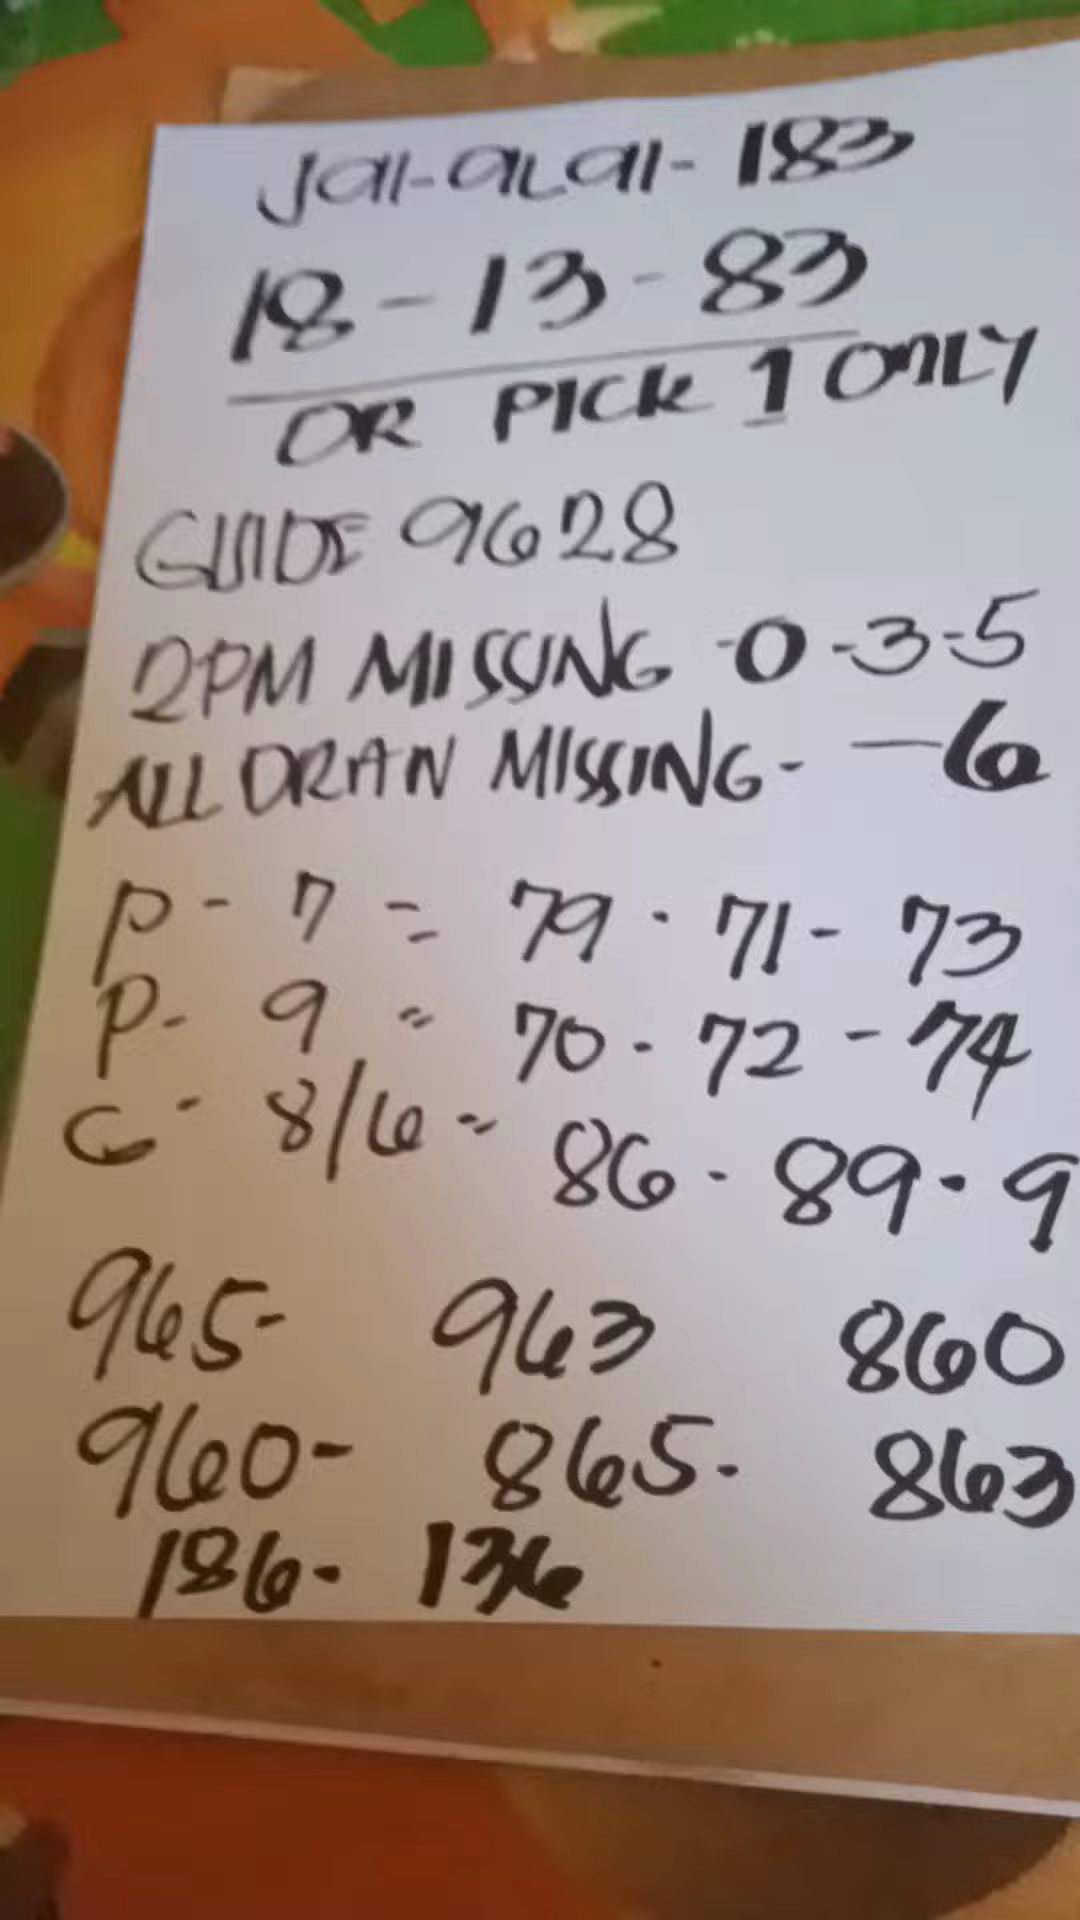 Jai-aLai- 183
18 - 13 - 83
OR PICK 1 ONLY
GUIDE 9628
2PM MISSING -0 -3-5
ALL DRAN MISSING- -6
P - 7 = 79 - 71 - 73
P- 9 = 70 - 72 - 74
C - 8/6 = 86 - 89 - 9
965- 963 860
960- 865- 863
186- 136